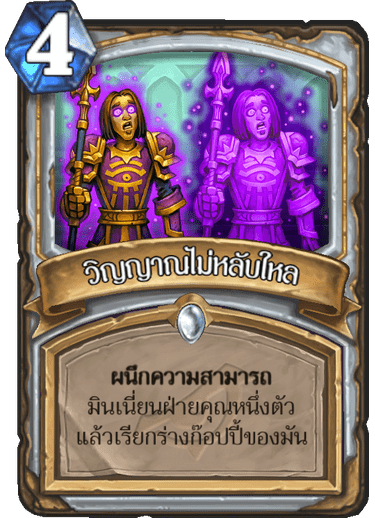 4
วิญญาณไม่หลับใหล
ผนึกความสามารถ
มินเนี่ยนฝ่ายคุณหนึ่งตัว
แล้วเรียกร่างก๊อปปี้ของมัน